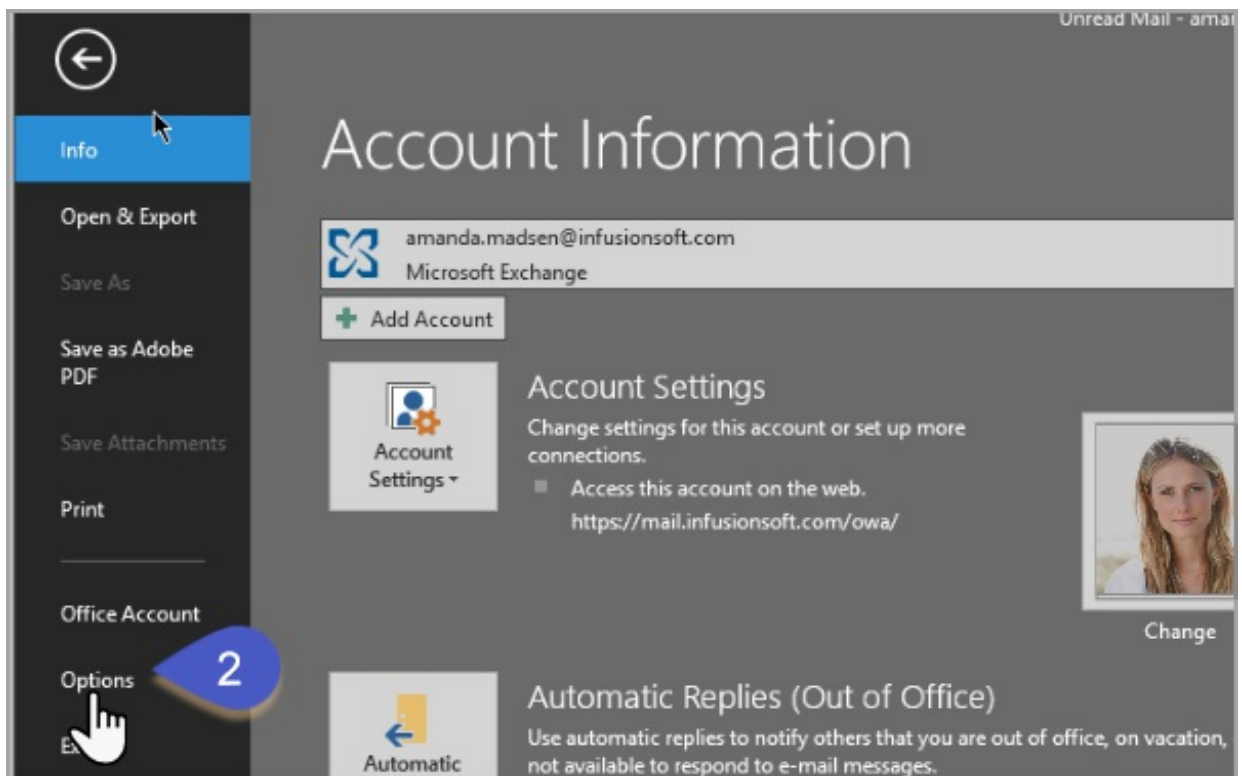 Unread Mail - amar
Info
Open & Export
Save As
Save as Adobe
PDF
Save Attachments
Print
Office Account
Options
2
Account Information
amanda.madsen@infusionsoft.com
Microsoft Exchange
Add Account
Account
Settings
Account Settings
Change settings for this account or set up more
connections.
Access this account on the web.
https://mail.infusionsoft.com/owa/
Change
Automatic
Automatic Replies (Out of Office)
Use automatic replies to notify others that you are out of office, on vacation,
not available to respond to e-mail messages.